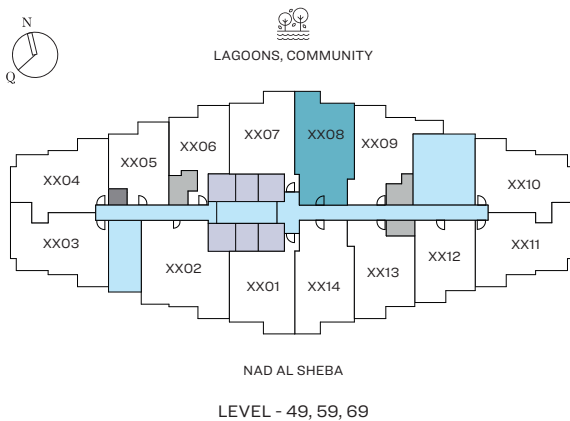 N
Q
LAGOONS, COMMUNITY
XX07
XX08
XX06
XX09
XX05
XX04
XX10
XX03
XX11
XX02
XX12
XX13
XX01
XX14
NAD AL SHEBA
LEVEL - 49, 59, 69